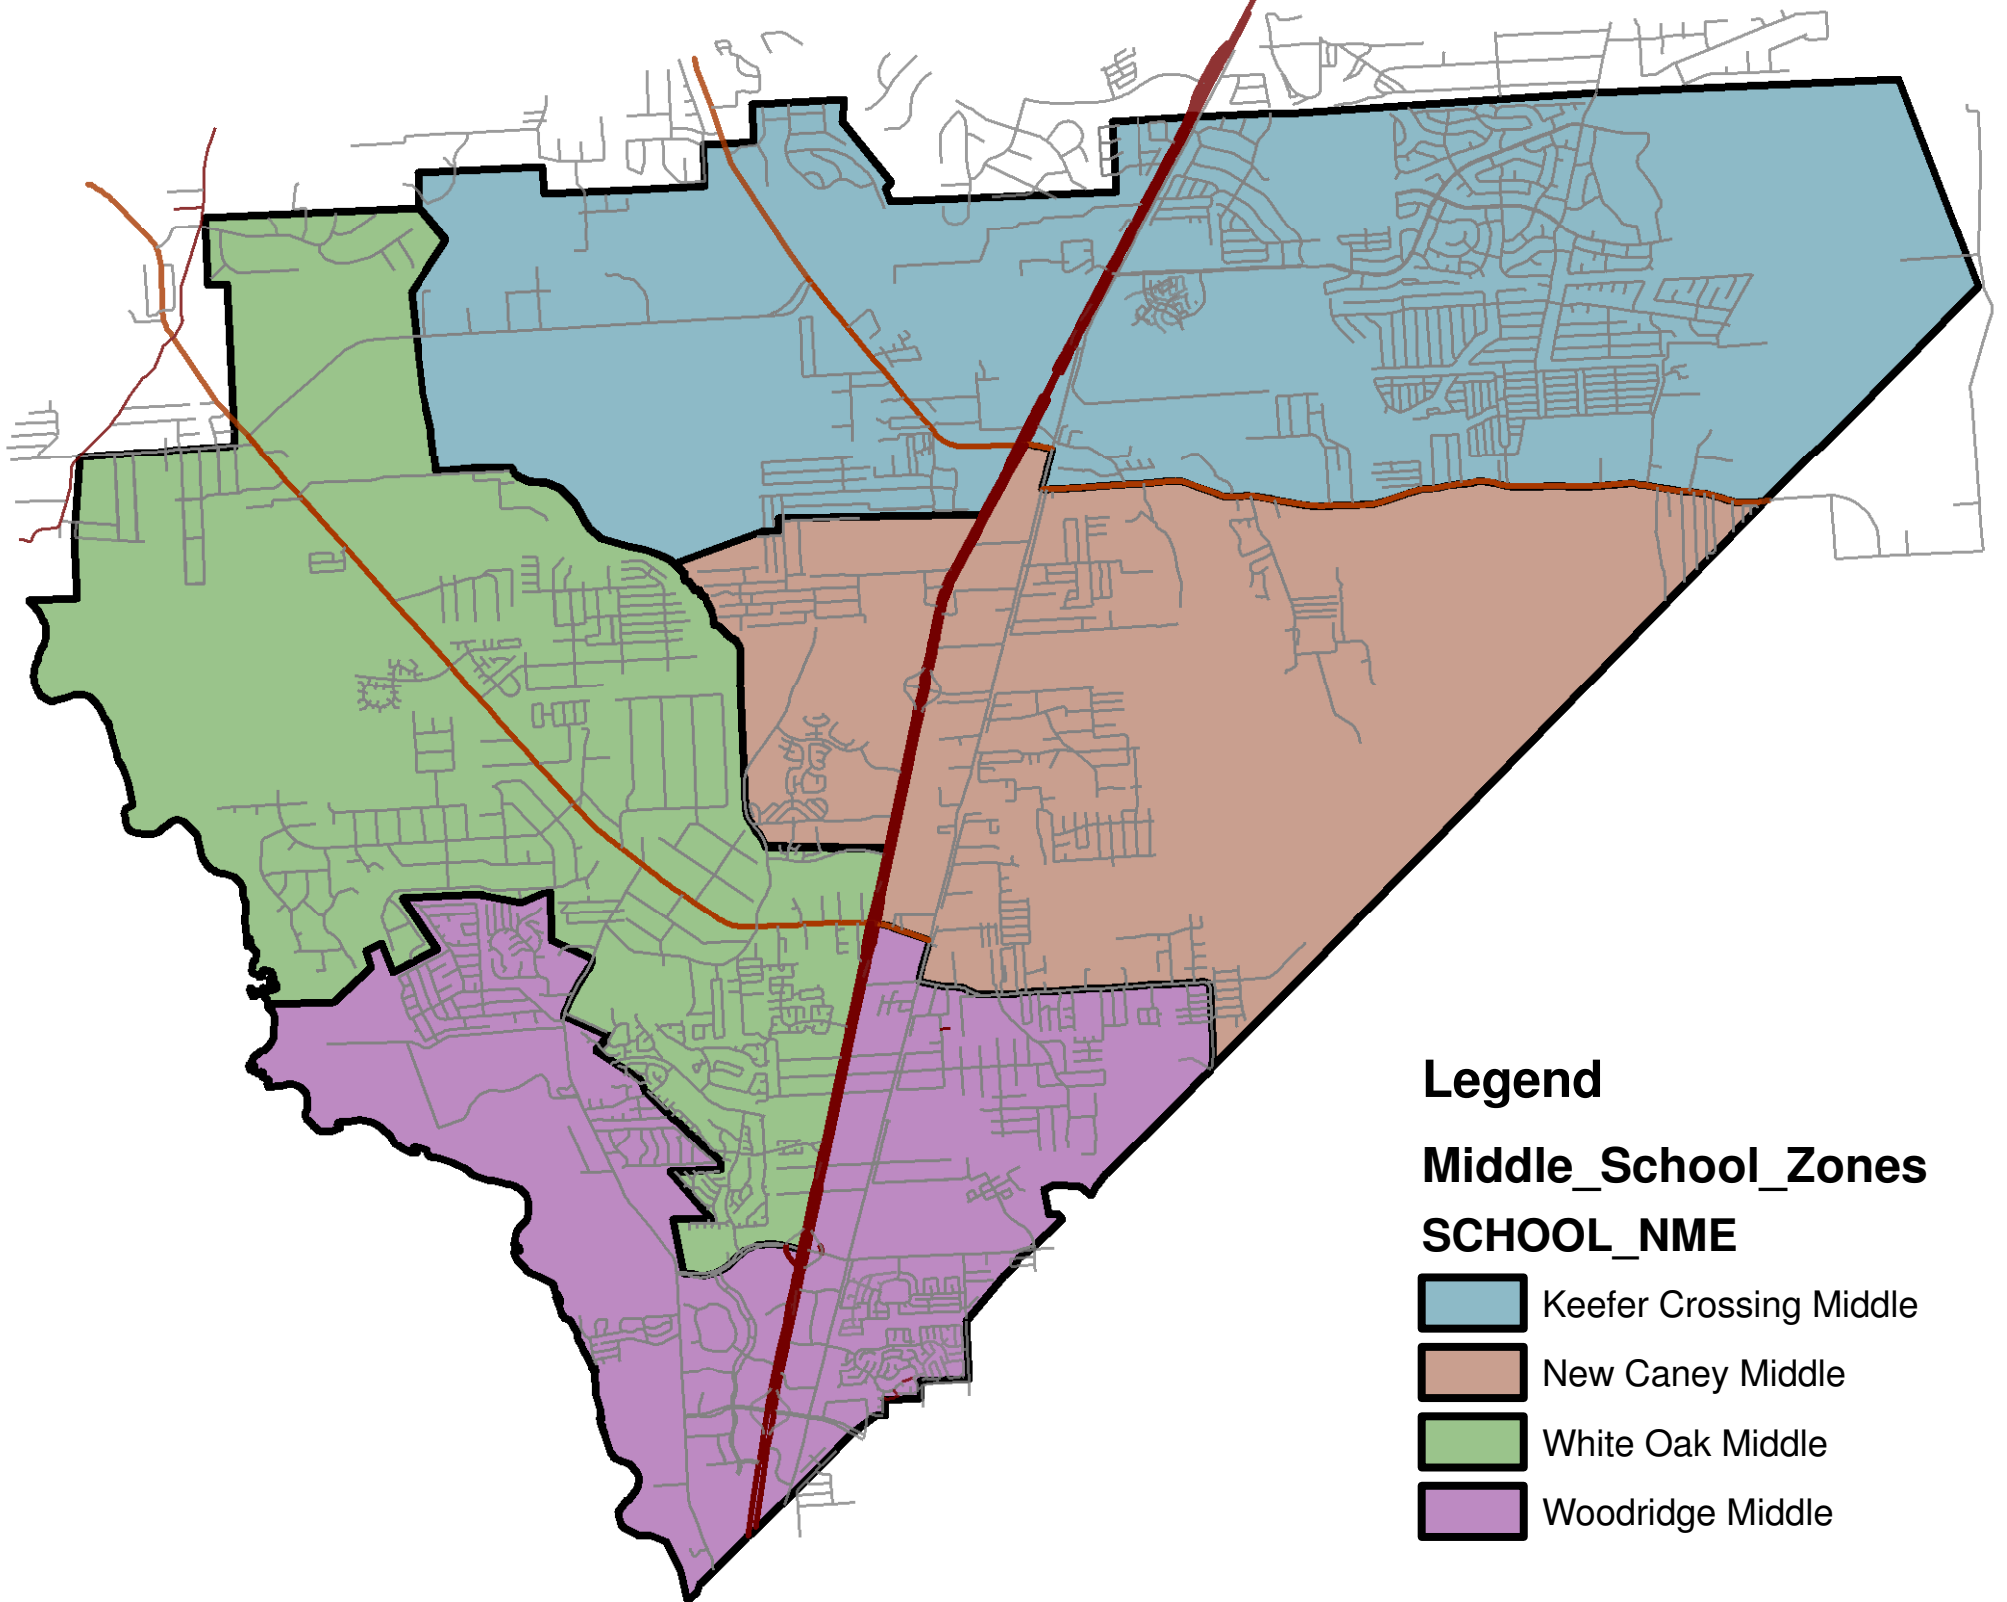 Legend
Middle_School_Zones
SCHOOL_NME
Keefer Crossing Middle
New Caney Middle
White Oak Middle
Woodridge Middle